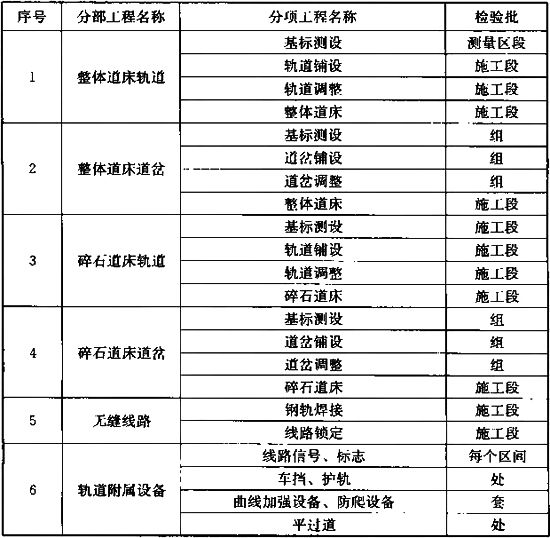 序号 分部工程名称 分项工程名称 检验批
1 整体道床轨道 基标测设 测量区段
轨道铺设 施工段
轨道调整 施工段
整体道床 施工段
2 整体道床道岔 基标测设 组
道岔铺设 组
道岔调整 组
整体道床 施工段
3 碎石道床轨道 基标测设 施工段
轨道铺设 施工段
轨道调整 施工段
碎石道床 施工段
4 碎石道床道岔 基标测设 组
道岔铺设 组
道岔调整 组
碎石道床 施工段
5 无缝线路 钢轨焊接 施工段
线路锁定 施工段
6 轨道附属设备 线路信号、标志 每个区间
车挡、护轨 处
曲线加强设备、防爬设备 套
平过道 处